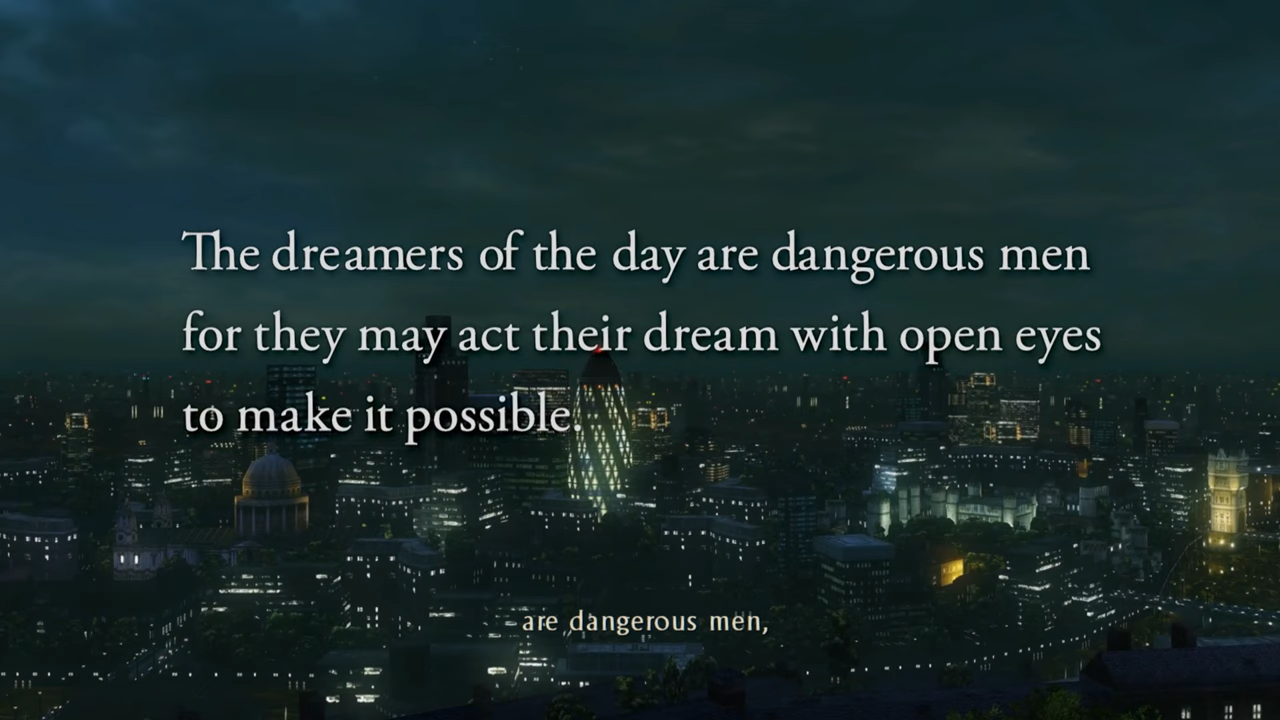 The dreamers of the day are dangerous men
for they may act their dream with open eyes
to make it possible.
are dangerous men,